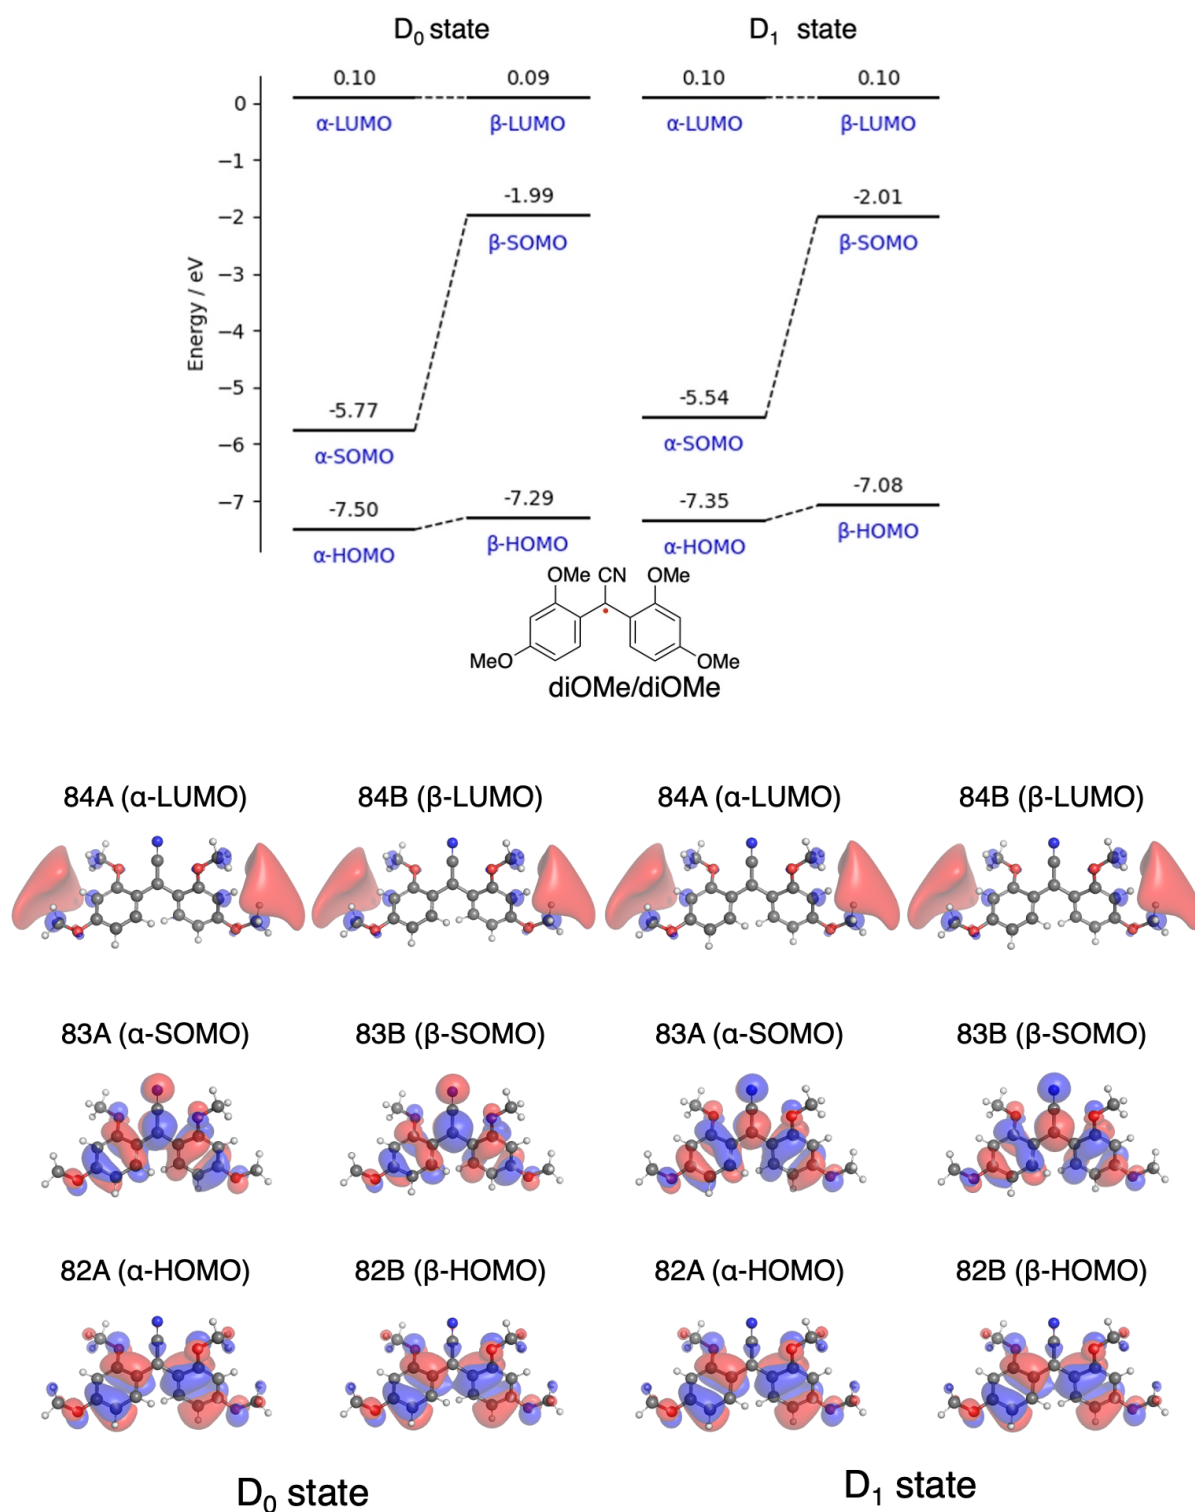 D₀ state D₁ state
0.10 0.09 0.10 0.10
0
α-LUMO β-LUMO α-LUMO β-LUMO
−1
-1.99 -2.01
−2
β-SOMO β-SOMO
−3
Energy / eV
−4
−5
-5.77 -5.54
α-SOMO α-SOMO
−6
-7.50 -7.29 -7.35 -7.08
−7
α-HOMO β-HOMO α-HOMO β-HOMO
OMe CN OMe
MeO OMe
diOMe/diOMe
84A (α-LUMO) 84B (β-LUMO) 84A (α-LUMO) 84B (β-LUMO)
83A (α-SOMO) 83B (β-SOMO) 83A (α-SOMO) 83B (β-SOMO)
82A (α-HOMO) 82B (β-HOMO) 82A (α-HOMO) 82B (β-HOMO)
D₀ state D₁ state